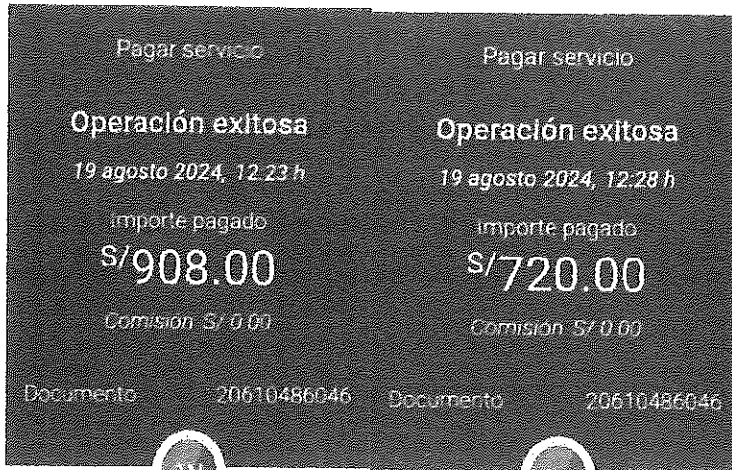 Pagar servicio
Operación exitosa
19 agosto 2024, 12:23 h
Importe pagado
S/908.00
Comisión S/ 0.00
Documento 20610486046
Pagar servicio
Operación exitosa
19 agosto 2024, 12:28 h
Importe pagado
S/720.00
Comisión S/ 0.00
Documento 20610486046